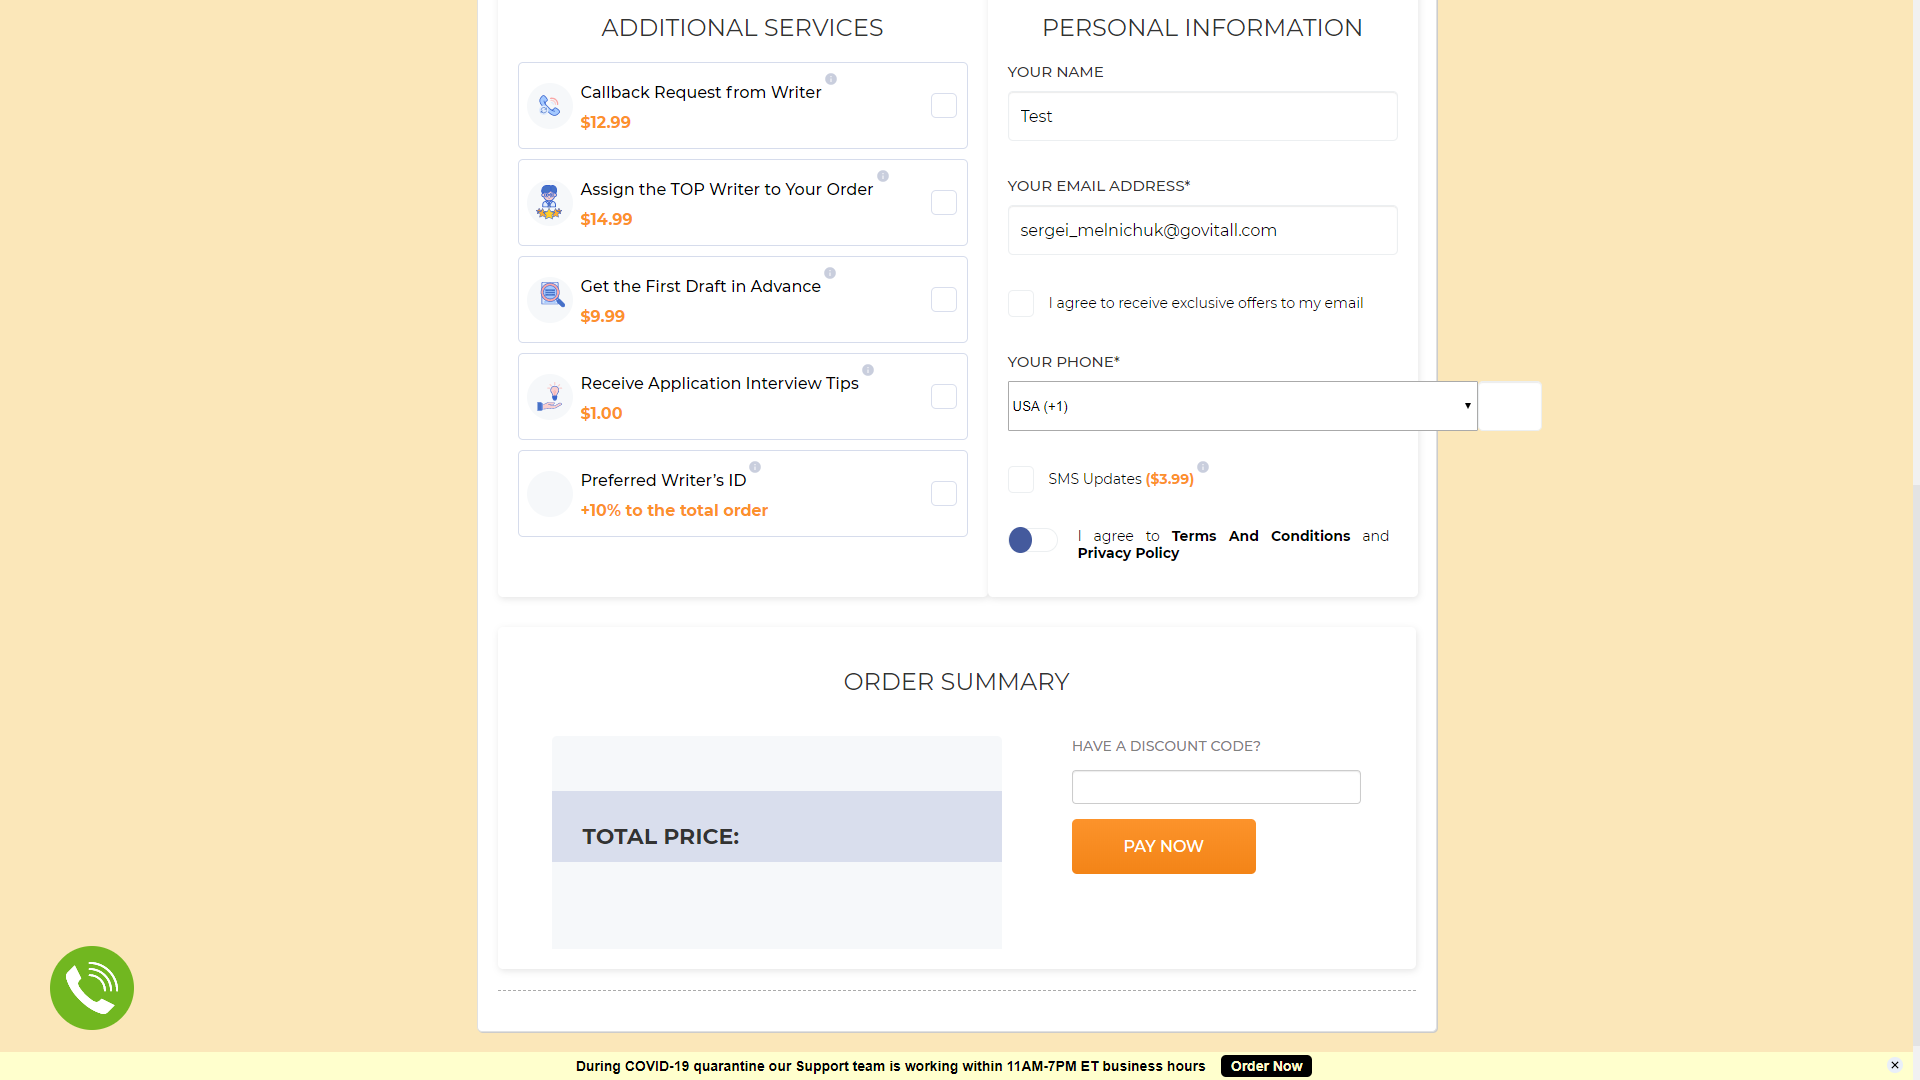 ADDITIONAL SERVICES
Callback Request from Writer
$12.99
Assign the TOP Writer to Your Order
$14.99
Get the First Draft in Advance
$9.99
Receive Application Interview Tips
$1.00
Preferred Writer's ID
+10% to the total order
PERSONAL INFORMATION
YOUR NAME
Test
YOUR EMAIL ADDRESS*
sergei_melnichuk@govitall.com
I agree to receive exclusive offers to my email
YOUR PHONE*
USA (+1)
SMS Updates ($3.99)
I agree to Terms And Conditions and
Privacy Policy
ORDER SUMMARY
TOTAL PRICE:
HAVE A DISCOUNT CODE?
PAY NOW
During COVID-19 quarantine our Support team is working within 11AM-7PM ET business hours Order Now